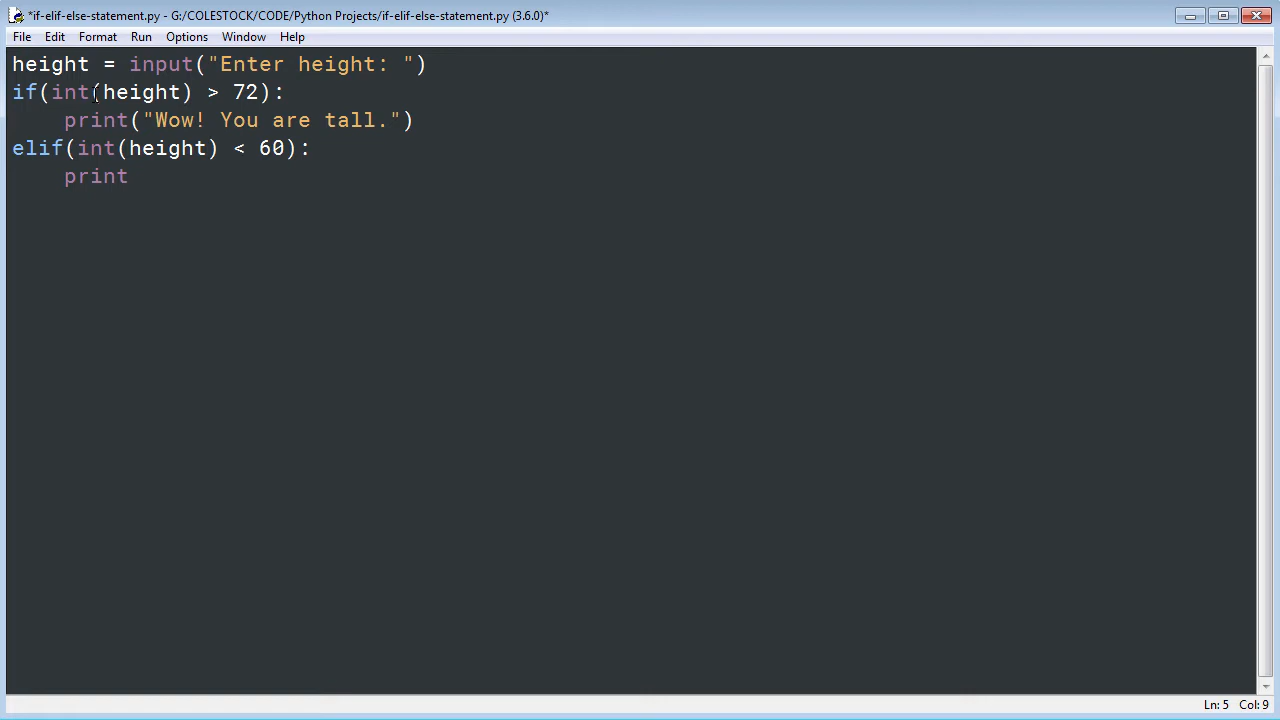 *if-elif-else-statement.py - G:/COLESTOCK/CODE/Python Projects/if-elif-else-statement.py (3.6.0)*
File Edit Format Run Options Window Help
height = input("Enter height: ")
if(int(height) > 72):
    print("Wow! You are tall.")
elif(int(height) < 60):
    print
Ln: 5 Col: 9